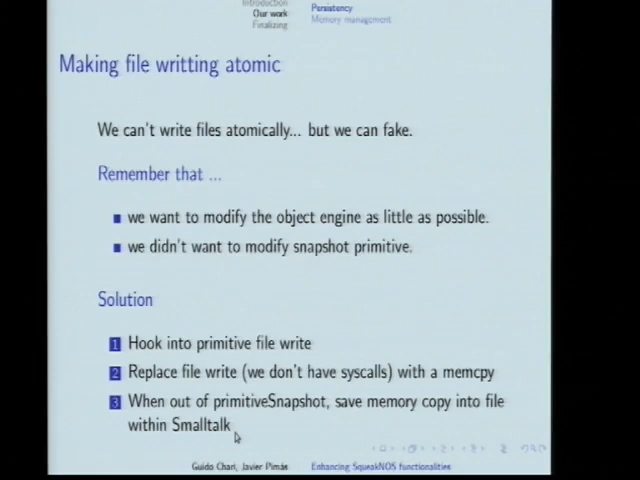 Introduction
Our work
Finalizing
Persistency
Memory management
Making file writting atomic
We can't write files atomically... but we can fake.
Remember that ...
we want to modify the object engine as little as possible.
we didn't want to modify snapshot primitive.
Solution
1 Hook into primitive file write
2 Replace file write (we don't have syscalls) with a memcpy
3 When out of primitiveSnapshot, save memory copy into file
within Smalltalk
Guido Chari, Javier Pimás
Enhancing SqueakNOS functionalities